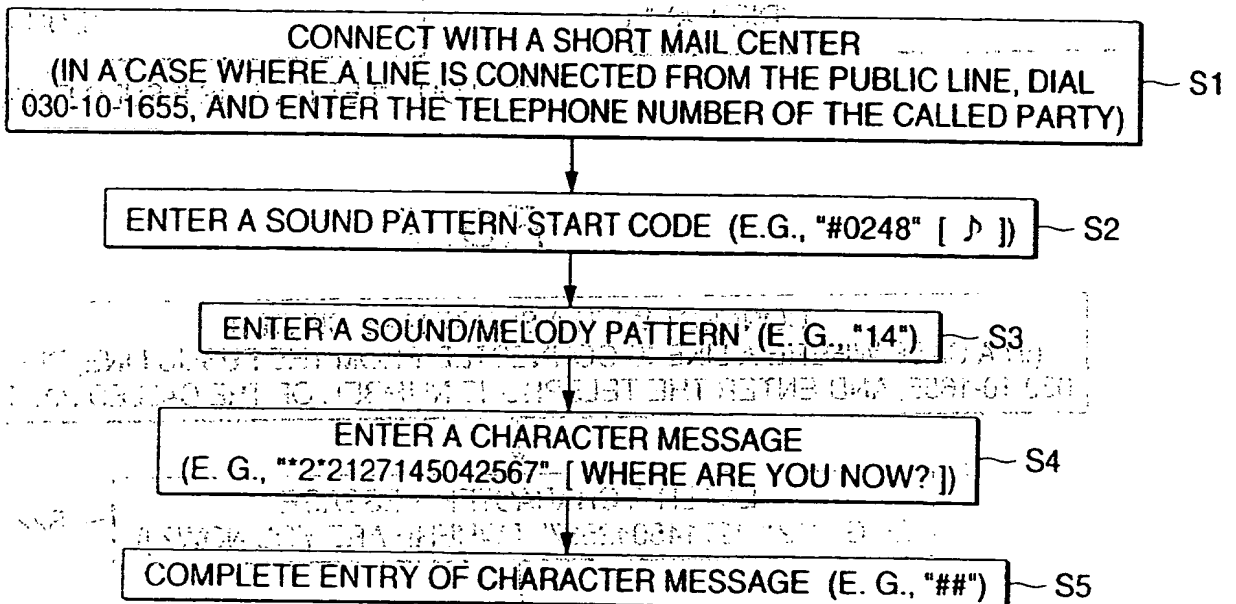 CONNECT WITH A SHORT MAIL CENTER
(IN A CASE WHERE A LINE IS CONNECTED FROM THE PUBLIC LINE, DIAL
030-10-1655, AND ENTER THE TELEPHONE NUMBER OF THE CALLED PARTY)
S1
ENTER A SOUND PATTERN START CODE (E.G., "#0248" [ ♪ ])
S2
ENTER A SOUND/MELODY PATTERN (E. G., "14")
S3
ENTER A CHARACTER MESSAGE
(E. G., "*2*2127145042567" [ WHERE ARE YOU NOW? ])
S4
COMPLETE ENTRY OF CHARACTER MESSAGE (E. G., "##")
S5